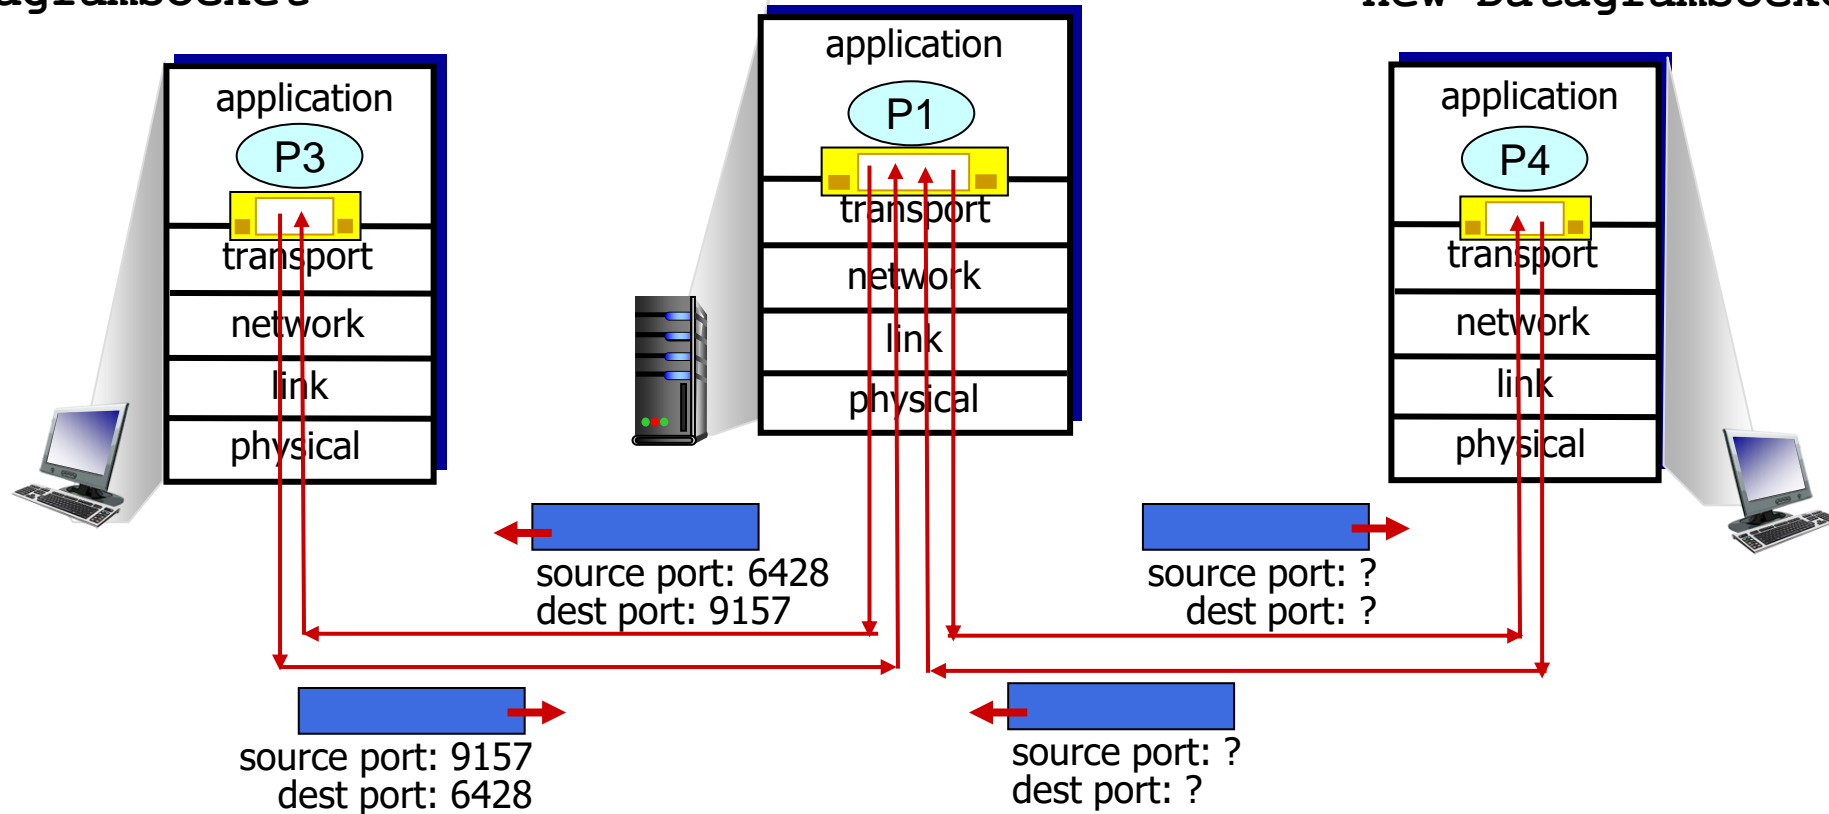 application
P3
transport
network
link
physical
application
P1
transport
network
link
physical
application
P4
transport
network
link
physical
source port: 6428
dest port: 9157
source port: ?
dest port: ?
source port: 9157
dest port: 6428
source port: ?
dest port: ?